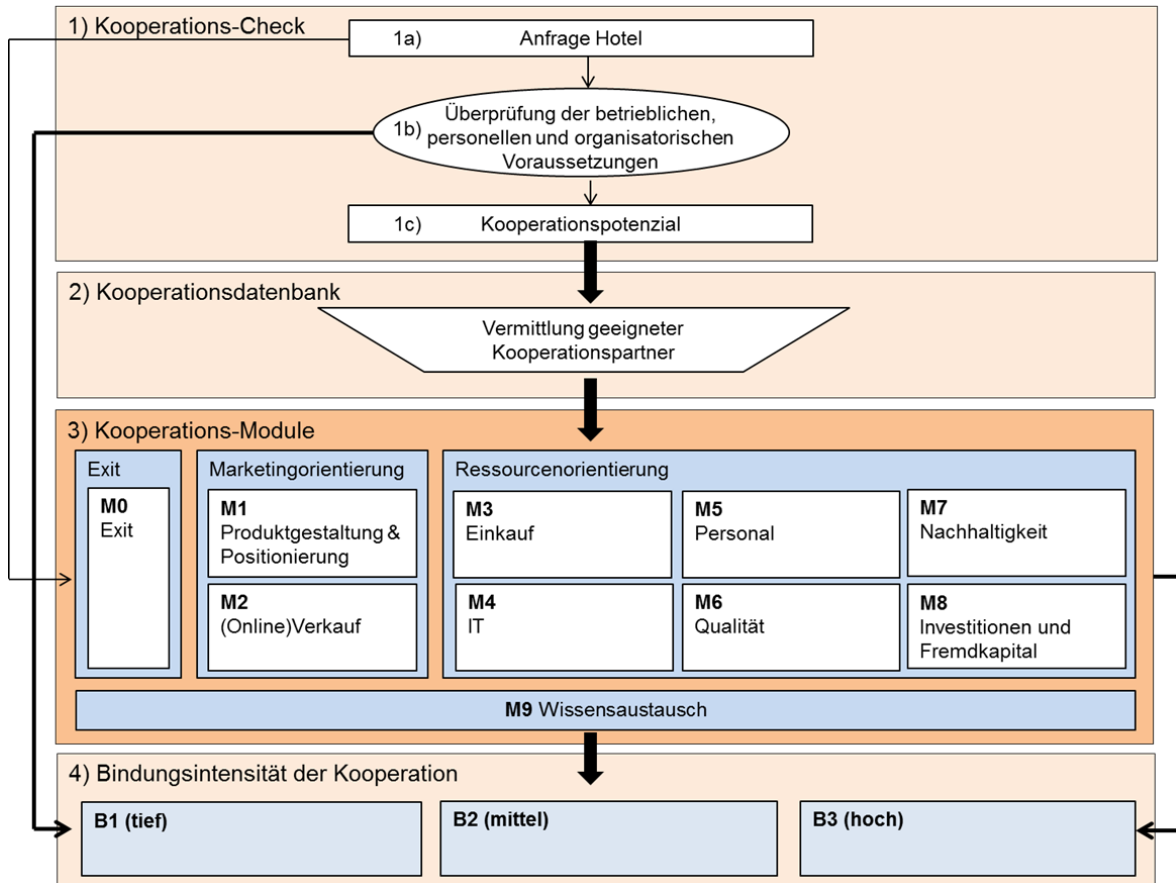 1) Kooperations-Check
1a) Anfrage Hotel
Überprüfung der betrieblichen,
1b) personellen und organisatorischen
Voraussetzungen
1c) Kooperationspotenzial
2) Kooperationsdatenbank
Vermittlung geeigneter
Kooperationspartner
3) Kooperations-Module
Exit
M0
Exit
Marketingorientierung
M1
Produktgestaltung &
Positionierung
M2
(Online)Verkauf
Ressourcenorientierung
M3
Einkauf
M5
Personal
M7
Nachhaltigkeit
M4
IT
M6
Qualität
M8
Investitionen und
Fremdkapital
M9 Wissensaustausch
4) Bindungsintensität der Kooperation
B1 (tief)
B2 (mittel)
B3 (hoch)